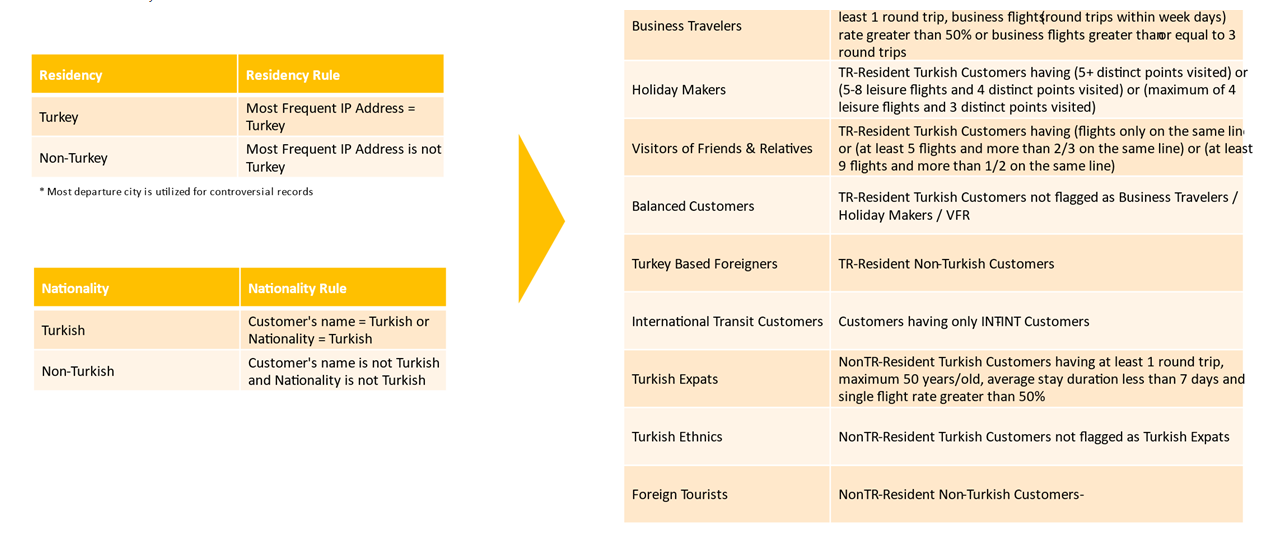 Residency Residency Rule
Turkey
Most Frequent IP Address =
Turkey
Non-Turkey
Most Frequent IP Address is not
Turkey
* Most departure city is utilized for controversial records
Nationality Nationality Rule
Turkish
Customer's name = Turkish or
Nationality = Turkish
Non-Turkish
Customer's name is not Turkish
and Nationality is not Turkish
Business Travelers
least 1 round trip, business flights(round trips within week days)
rate greater than 50% or business flights greater than or equal to 3
round trips
Holiday Makers
TR-Resident Turkish Customers having (5+ distinct points visited) or
(5-8 leisure flights and 4 distinct points visited) or (maximum of 4
leisure flights and 3 distinct points visited)
Visitors of Friends & Relatives
TR-Resident Turkish Customers having (flights only on the same line
or (at least 5 flights and more than 2/3 on the same line) or (at least
9 flights and more than 1/2 on the same line)
Balanced Customers
TR-Resident Turkish Customers not flagged as Business Travelers /
Holiday Makers / VFR
Turkey Based Foreigners
TR-Resident Non-Turkish Customers
International Transit Customers
Customers having only INT-INT Customers
Turkish Expats
NonTR-Resident Turkish Customers having at least 1 round trip,
maximum 50 years/old, average stay duration less than 7 days and
single flight rate greater than 50%
Turkish Ethnics
NonTR-Resident Turkish Customers not flagged as Turkish Expats
Foreign Tourists
NonTR-Resident Non-Turkish Customers-